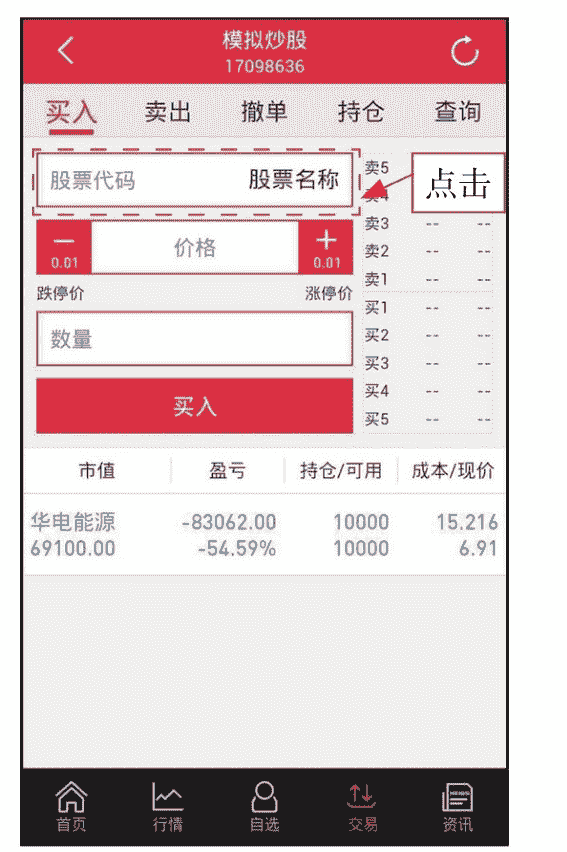 模拟炒股
17098636
买入 卖出 撤单 持仓 查询
股票代码 股票名称
点击
卖5
卖3 -- --
0.01 价格 0.01
卖2 -- --
卖1 -- --
跌停价 涨停价
买1 -- --
数量
买2 -- --
买3 -- --
买入
买4 -- --
买5 -- --
市值 盈亏 持仓/可用 成本/现价
华电能源 -83062.00 10000 15.216
69100.00 -54.59% 10000 6.91
首页 行情 自选 交易 资讯